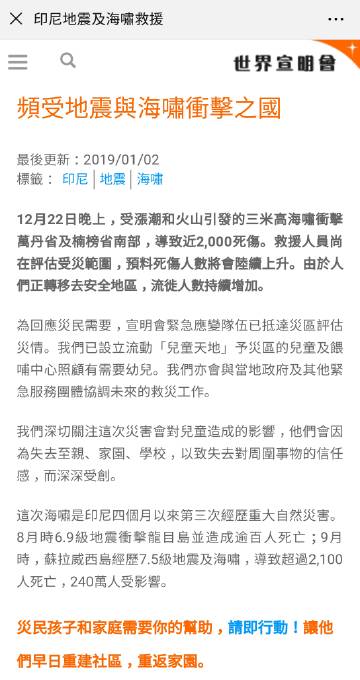 印尼地震及海嘯救援
世界宣明會
頻受地震與海嘯衝擊之國
最後更新：2019/01/02
標籤： 印尼 地震 海嘯
12月22日晚上，受漲潮和火山引發的三米高海嘯衝擊
萬丹省及楠榜省南部，導致近2,000死傷。救援人員尚
在評估受災範圍，預料死傷人數將會陸續上升。由於人
們正轉移去安全地區，流徙人數持續增加。
為回應災民需要，宣明會緊急應變隊伍已抵達災區評估
災情。我們已設立流動「兒童天地」予災區的兒童及餵
哺中心照顧有需要幼兒。我們亦會與當地政府及其他緊
急服務團體協調未來的救災工作。
我們深切關注這次災害會對兒童造成的影響，他們會因
為失去至親、家園、學校，以致失去對周圍事物的信任
感，而深深受創。
這次海嘯是印尼四個月以來第三次經歷重大自然災害。
8月時6.9級地震衝擊龍目島並造成逾百人死亡；9月
時，蘇拉威西島經歷7.5級地震及海嘯，導致超過2,100
人死亡，240萬人受影響。
災民孩子和家庭需要你的幫助，請即行動！讓他
們早日重建社區，重返家園。